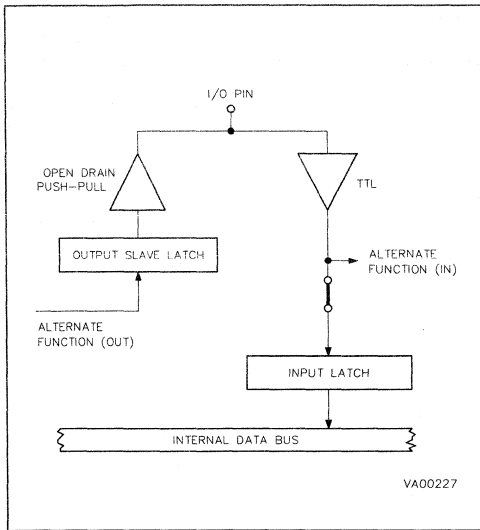 I/O PIN
OPEN DRAIN
PUSH-PULL
TTL
OUTPUT SLAVE LATCH
ALTERNATE
FUNCTION (IN)
ALTERNATE
FUNCTION (OUT)
INPUT LATCH
INTERNAL DATA BUS
VA00227